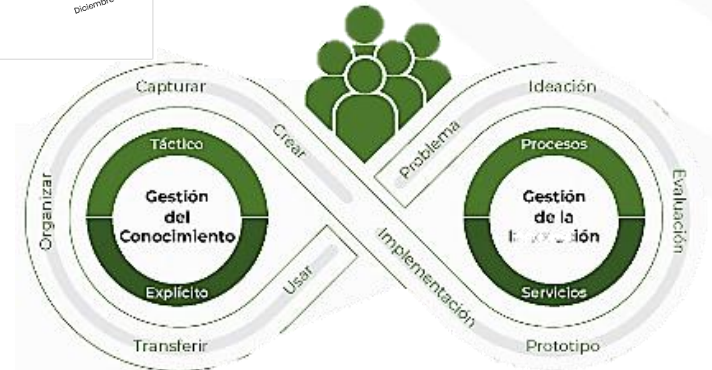 Diciembre
Capturar
Crear
Organizar
Táctico
Gestión
del
Conocimiento
Explícito
Usar
Transferir
Problema
Ideación
Procesos
Gestión
de la
Evaluación
Servicios
Implementación
Prototipo